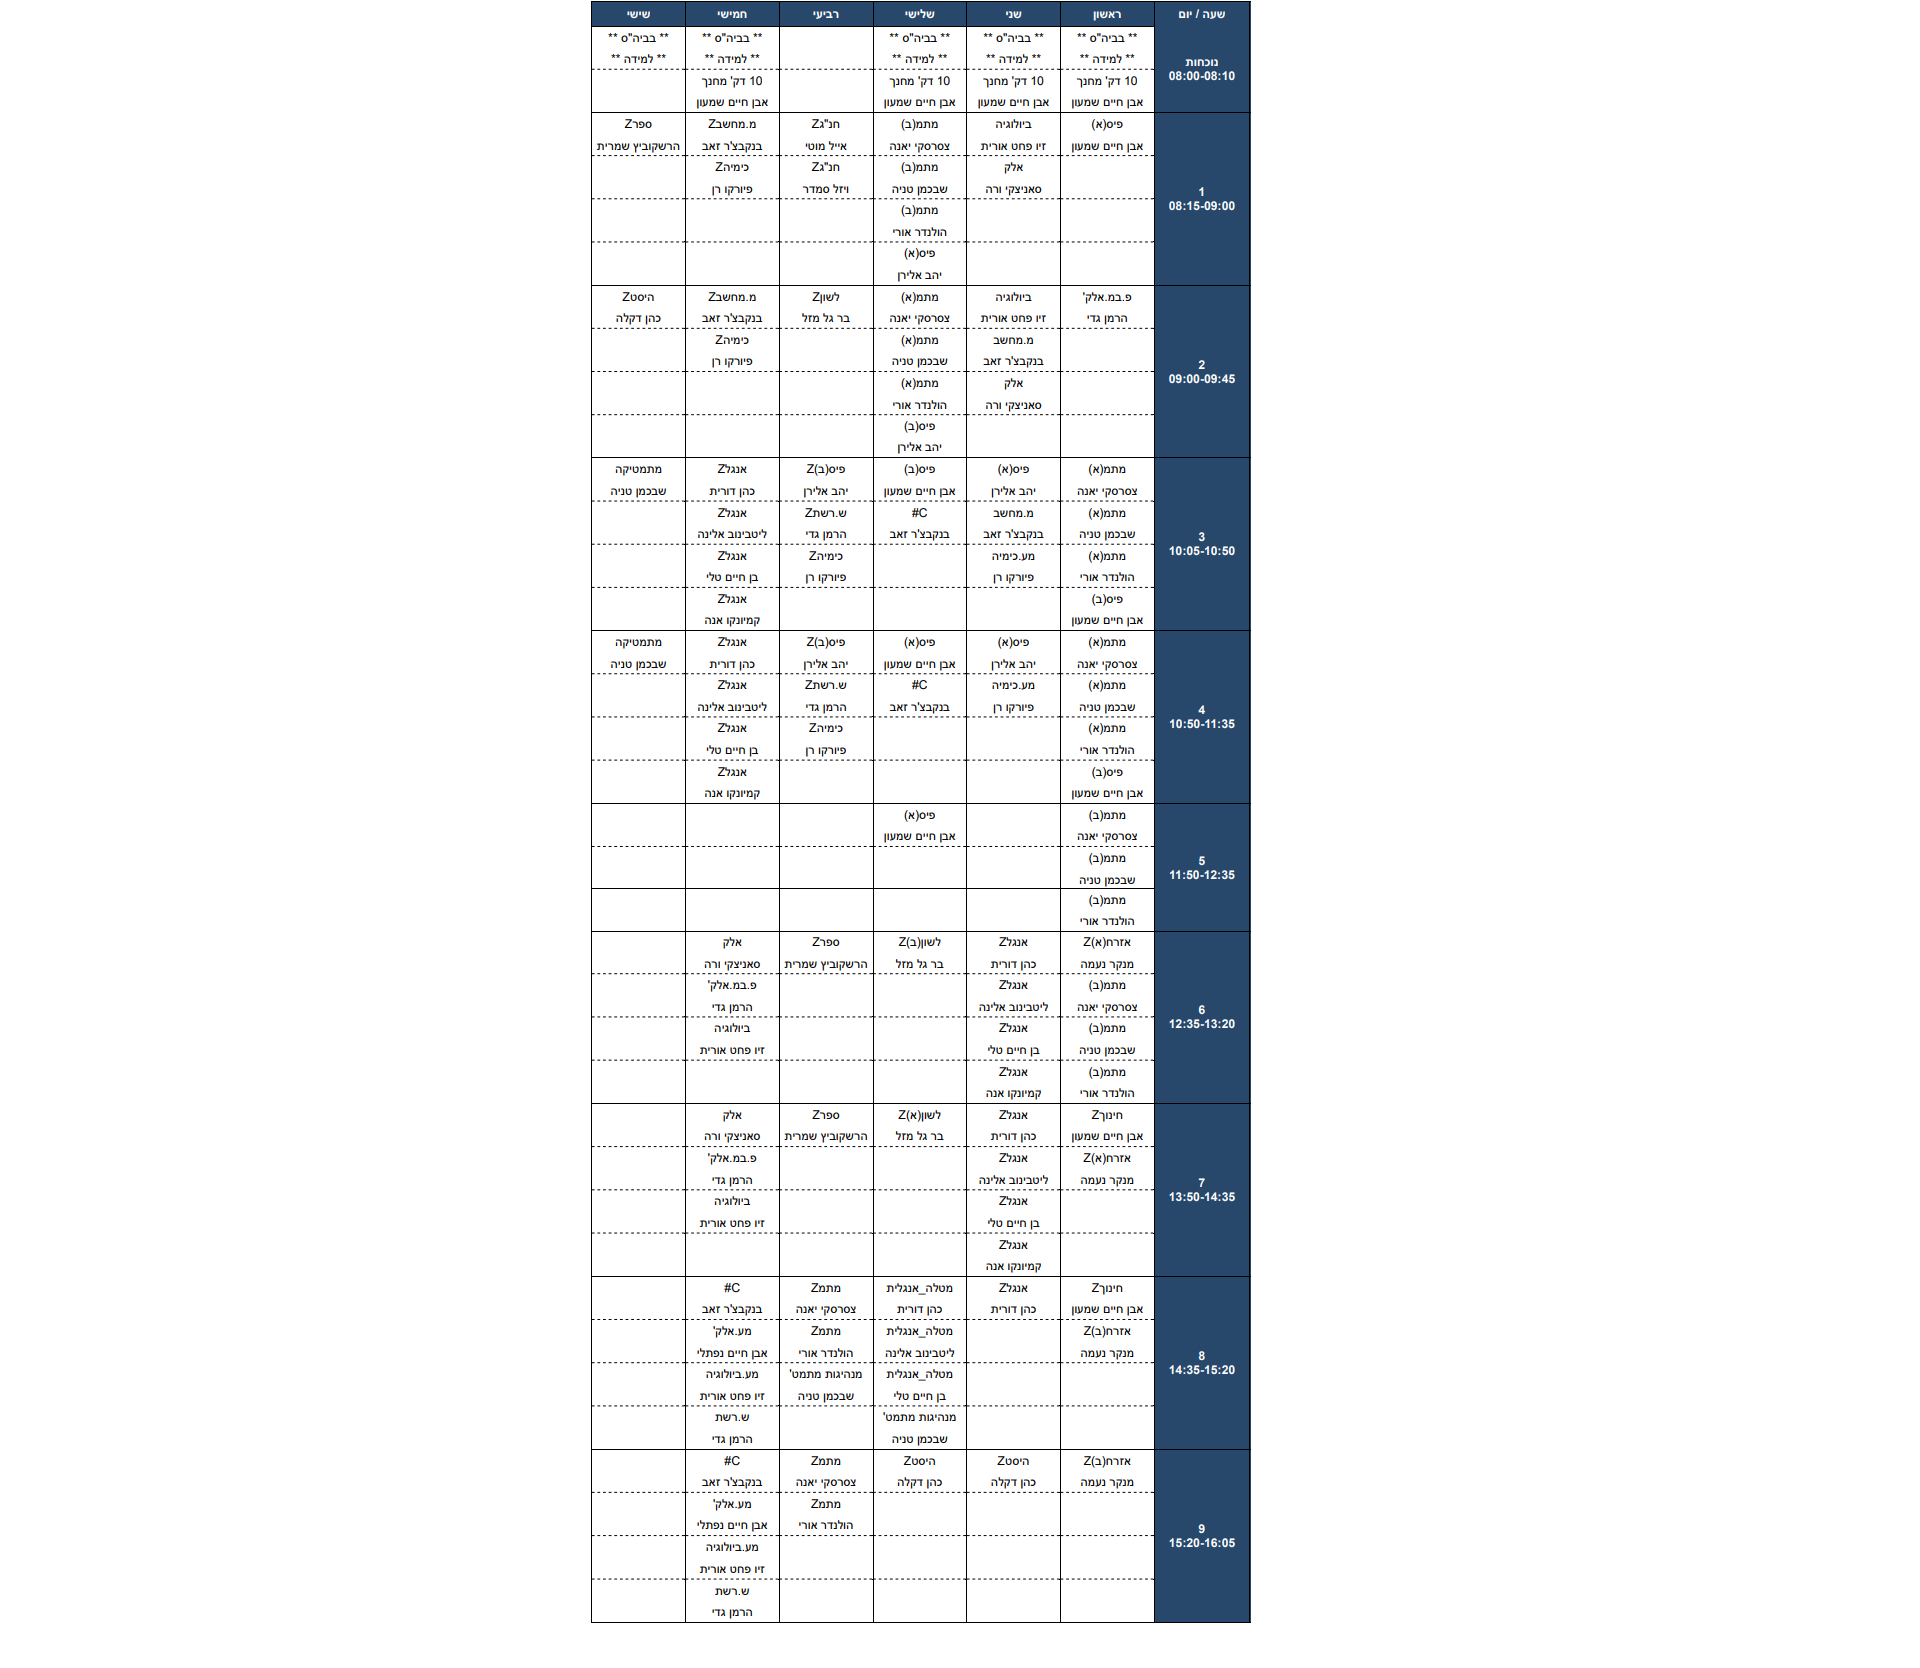 שעה / יום
ראשון
שני
שלישי
רביעי
חמישי
שישי
נוכחות
08:00-08:10
** בביה"ס **
** למידה **
10 דק' מחנך
אבן חיים שמעון
** בביה"ס **
** למידה **
10 דק' מחנך
אבן חיים שמעון
** בביה"ס **
** למידה **
10 דק' מחנך
אבן חיים שמעון
** בביה"ס **
** למידה **
10 דק' מחנך
אבן חיים שמעון
** בביה"ס **
** למידה **
1
08:15-09:00
פיס(א)
אבן חיים שמעון
ביולוגיה
זיו פחט אורית
אלק
סאניצקי ורה
מתמ(ב)
צסרסקי יאנה
מתמ(ב)
שבכמן טניה
מתמ(ב)
הולנדר אורי
פיס(א)
יהב אלירן
חנ"גZ
אייל מוטי
חנ"גZ
ויזל סמדר
מ.מחשבZ
בנקבצ'ר זאב
כימיהZ
פיורקו רן
ספרZ
הרשקוביץ שמרית
2
09:00-09:45
פ.במ.אלק'
הרמן גדי
ביולוגיה
זיו פחט אורית
מ.מחשב
בנקבצ'ר זאב
אלק
סאניצקי ורה
מתמ(א)
צסרסקי יאנה
מתמ(א)
שבכמן טניה
מתמ(א)
הולנדר אורי
פיס(ב)
יהב אלירן
לשוןZ
בר גל מזל
מ.מחשבZ
בנקבצ'ר זאב
כימיהZ
פיורקו רן
היסטZ
כהן דקלה
3
10:05-10:50
מתמ(א)
צסרסקי יאנה
מתמ(א)
שבכמן טניה
מתמ(א)
הולנדר אורי
פיס(ב)
אבן חיים שמעון
פיס(א)
יהב אלירן
מ.מחשב
בנקבצ'ר זאב
מע.כימיה
פיורקו רן
פיס(ב)
אבן חיים שמעון
C#
בנקבצ'ר זאב
פיס(ב)Z
יהב אלירן
ש.רשתZ
הרמן גדי
כימיהZ
פיורקו רן
אנגלZ
כהן דורית
אנגלZ
ליטבינוב אלינה
אנגלZ
בן חיים טלי
אנגלZ
קמיונקו אנה
מתמטיקה
שבכמן טניה
4
10:50-11:35
מתמ(א)
צסרסקי יאנה
מתמ(א)
שבכמן טניה
מתמ(א)
הולנדר אורי
פיס(ב)
אבן חיים שמעון
פיס(א)
יהב אלירן
מע.כימיה
פיורקו רן
פיס(א)
אבן חיים שמעון
C#
בנקבצ'ר זאב
פיס(ב)Z
יהב אלירן
ש.רשתZ
הרמן גדי
כימיהZ
פיורקו רן
אנגלZ
כהן דורית
אנגלZ
ליטבינוב אלינה
אנגלZ
בן חיים טלי
אנגלZ
קמיונקו אנה
מתמטיקה
שבכמן טניה
5
11:50-12:35
מתמ(ב)
צסרסקי יאנה
מתמ(ב)
שבכמן טניה
מתמ(ב)
הולנדר אורי
פיס(א)
אבן חיים שמעון
6
12:35-13:20
אזרח(א)Z
מנקר נעמה
מתמ(ב)
צסרסקי יאנה
מתמ(ב)
שבכמן טניה
מתמ(ב)
הולנדר אורי
אנגלZ
כהן דורית
אנגלZ
ליטבינוב אלינה
אנגלZ
בן חיים טלי
אנגלZ
קמיונקו אנה
לשון(ב)Z
בר גל מזל
ספרZ
הרשקוביץ שמרית
אלק
סאניצקי ורה
פ.במ.אלק'
הרמן גדי
ביולוגיה
זיו פחט אורית
7
13:50-14:35
חינוךZ
אבן חיים שמעון
אזרח(א)Z
מנקר נעמה
אנגלZ
כהן דורית
אנגלZ
ליטבינוב אלינה
אנגלZ
בן חיים טלי
אנגלZ
קמיונקו אנה
לשון(א)Z
בר גל מזל
ספרZ
הרשקוביץ שמרית
אלק
סאניצקי ורה
פ.במ.אלק'
הרמן גדי
ביולוגיה
זיו פחט אורית
8
14:35-15:20
חינוךZ
אבן חיים שמעון
אזרח(ב)Z
מנקר נעמה
אנגלZ
כהן דורית
מטלה_אנגלית
כהן דורית
מטלה_אנגלית
ליטבינוב אלינה
מטלה_אנגלית
בן חיים טלי
מנהיגות מתמט'
שבכמן טניה
מתמZ
צסרסקי יאנה
מתמZ
הולנדר אורי
מנהיגות מתמט'
שבכמן טניה
C#
בנקבצ'ר זאב
מע.אלק'
אבן חיים נפתלי
מע.ביולוגיה
זיו פחט אורית
ש.רשת
הרמן גדי
9
15:20-16:05
אזרח(ב)Z
מנקר נעמה
היסטZ
כהן דקלה
היסטZ
כהן דקלה
מתמZ
צסרסקי יאנה
מתמZ
הולנדר אורי
C#
בנקבצ'ר זאב
מע.אלק'
אבן חיים נפתלי
מע.ביולוגיה
זיו פחט אורית
ש.רשת
הרמן גדי